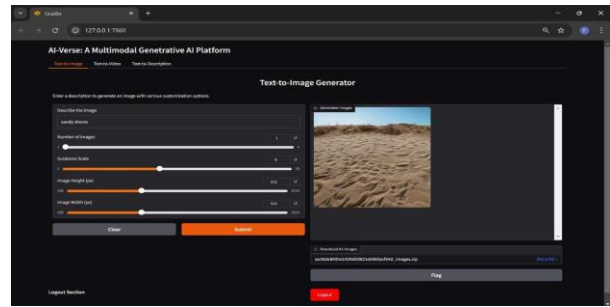 Gradio
127.0.0.1:7860
AI-Verse: A Multimodal Genetrative AI Platform
Text-to-Image Text-to-Video Text-to-Description
Text-to-Image Generator
Enter a description to generate an image with various customization options.
Describe the Image
sandy shores
Number of Images
Guidance Scale
Image Height (px)
Image Width (px)
Clear Submit
Generated Images
Download All Images
Flag
Logout Section
Logout